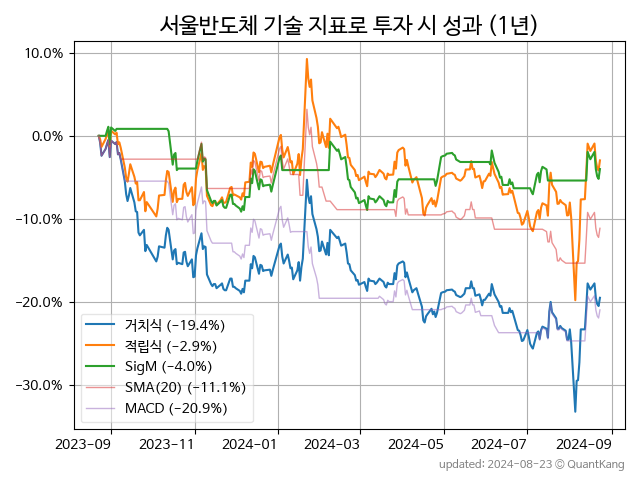 서울반도체 기술 지표로 투자 시 성과 (1년)
10.0%
0.0%
−10.0%
−20.0%
−30.0%
거치식 (−19.4%)
적립식 (−2.9%)
SigM (−4.0%)
SMA(20) (−11.1%)
MACD (−20.9%)
2023-09 2023-11 2024-01 2024-03 2024-05 2024-07 2024-09
updated: 2024-08-23 © QuantKang